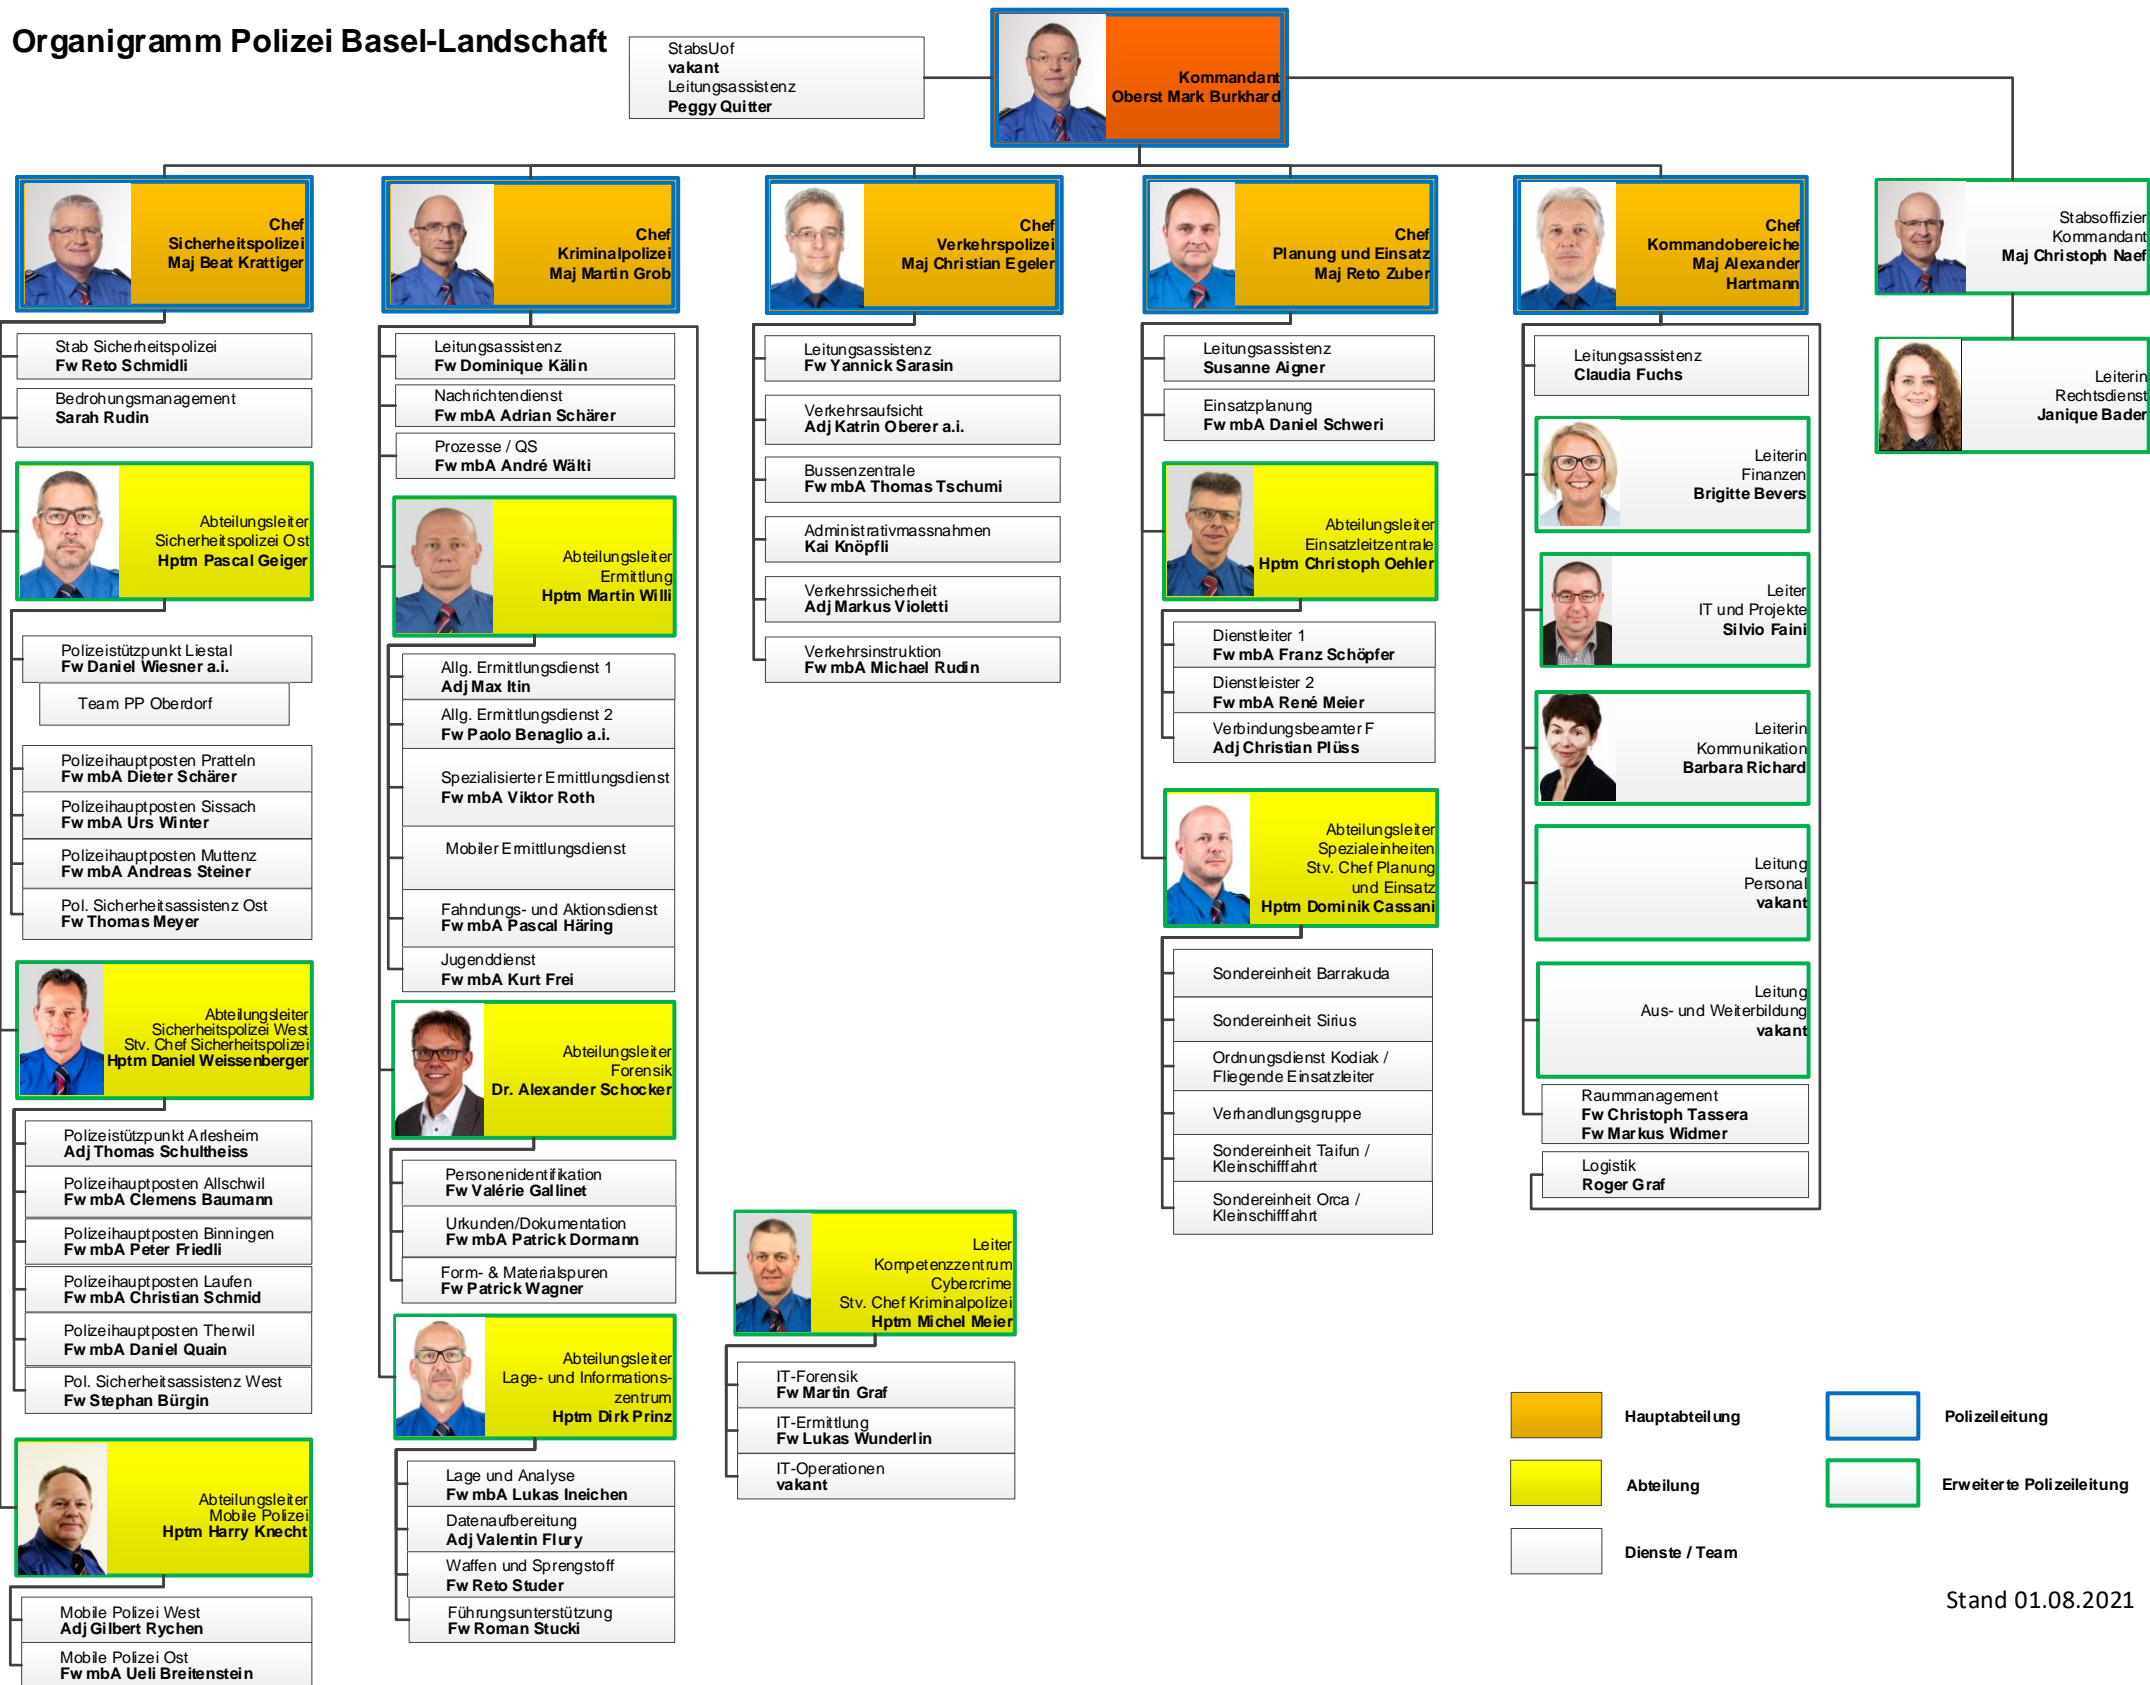 Organigramm Polizei Basel-Landschaft
StabsUof
vakant
Leitungsassistenz
Peggy Quitter
Kommandant
Oberst Mark Burkhard
Chef
Sicherheitspolizei
Maj Beat Krattiger
Chef
Kriminalpolizei
Maj Martin Grob
Chef
Verkehrspolizei
Maj Christian Egeler
Chef
Planung und Einsatz
Maj Reto Zuber
Chef
Kommandobereiche
Maj Alexander
Hartmann
Stabsoffizier
Kommandant
Maj Christoph Naef
Stab Sicherheitspolizei
Fw Reto Schmidli
Bedrohungsmanagement
Sarah Rudin
Abteilungsleiter
Sicherheitspolizei Ost
Hptm Pascal Geiger
Polizeistützpunkt Liestal
Fw Daniel Wiesner a.i.
Team PP Oberdorf
Polizeihauptposten Pratteln
Fw mbA Dieter Schärer
Polizeihauptposten Sissach
Fw mbA Urs Winter
Polizeihauptposten Muttenz
Fw mbA Andreas Steiner
Pol. Sicherheitsassistenz Ost
Fw Thomas Meyer
Abteilungsleiter
Sicherheitspolizei West
Stv. Chef Sicherheitspolizei
Hptm Daniel Weissenberger
Polizeistützpunkt Arlesheim
Adj Thomas Schultheiss
Polizeihauptposten Allschwil
Fw mbA Clemens Baumann
Polizeihauptposten Binningen
Fw mbA Peter Friedli
Polizeihauptposten Laufen
Fw mbA Christian Schmid
Polizeihauptposten Therwil
Fw mbA Daniel Quain
Pol. Sicherheitsassistenz West
Fw Stephan Bürgin
Abteilungsleiter
Mobile Polizei
Hptm Harry Knecht
Mobile Polizei West
Adj Gilbert Rychen
Mobile Polizei Ost
Fw mbA Ueli Breitenstein
Leitungsassistenz
Fw Dominique Kälin
Nachrichtendienst
Fw mbA Adrian Schärer
Prozesse / QS
Fw mbA André Wälti
Abteilungsleiter
Ermittlung
Hptm Martin Willi
Allg. Ermittlungsdienst 1
Adj Max Itin
Allg. Ermittlungsdienst 2
Fw Paolo Benaglio a.i.
Spezialisierter Ermittlungsdienst
Fw mbA Viktor Roth
Mobiler Ermittlungsdienst
Fahndungs- und Aktionsdienst
Fw mbA Pascal Häring
Jugenddienst
Fw mbA Kurt Frei
Abteilungsleiter
Forensik
Dr. Alexander Schocker
Personenidentifikation
Fw Valérie Gallinet
Urkunden/Dokumentation
Fw mbA Patrick Dormann
Form- & Materialspuren
Fw Patrick Wagner
Abteilungsleiter
Lage- und Informations-
zentrum
Hptm Dirk Prinz
Lage und Analyse
Fw mbA Lukas Ineichen
Datenaufbereitung
Adj Valentin Flury
Waffen und Sprengstoff
Fw Reto Studer
Führungsunterstützung
Fw Roman Stucki
Leiter
Kompetenzzentrum
Cybercrime
Stv. Chef Kriminalpolizei
Hptm Michel Meier
IT-Forensik
Fw Martin Graf
IT-Ermittlung
Fw Lukas Wunderlin
IT-Operationen
vakant
Leitungsassistenz
Fw Yannick Sarasin
Verkehrsaufsicht
Adj Katrin Oberer a.i.
Bussenzentrale
Fw mbA Thomas Tschumi
Administrativmassnahmen
Kai Knöpfli
Verkehrssicherheit
Adj Markus Violetti
Verkehrsinstruktion
Fw mbA Michael Rudin
Leitungsassistenz
Susanne Aigner
Einsatzplanung
Fw mbA Daniel Schweri
Abteilungsleiter
Einsatzleitzentrale
Hptm Christoph Oehler
Dienstleiter 1
Fw mbA Franz Schöpfer
Dienstleister 2
Fw mbA René Meier
Verbindungsbeamter F
Adj Christian Plüss
Abteilungsleiter
Spezialeinheiten
Stv. Chef Planung
und Einsatz
Hptm Dominik Cassani
Sondereinheit Barrakuda
Sondereinheit Sirius
Ordnungsdienst Kodiak /
Fliegende Einsatzleiter
Verhandlungsgruppe
Sondereinheit Taifun /
Kleinschifffahrt
Sondereinheit Orca /
Kleinschifffahrt
Leitungsassistenz
Claudia Fuchs
Leiterin
Finanzen
Brigitte Bevers
Leiter
IT und Projekte
Silvio Faini
Leiterin
Kommunikation
Barbara Richard
Leitung
Personal
vakant
Leitung
Aus- und Weiterbildung
vakant
Raummanagement
Fw Christoph Tassera
Fw Markus Widmer
Logistik
Roger Graf
Leiterin
Rechtsdienst
Janique Bader
Hauptabteilung
Polizeileitung
Abteilung
Erweiterte Polizeileitung
Dienste / Team
Stand 01.08.2021